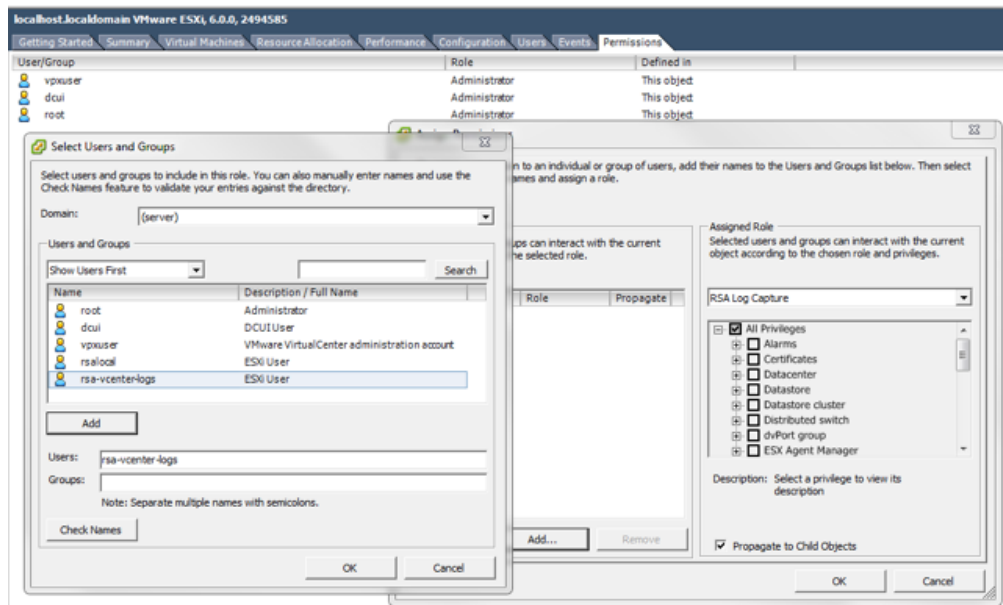 localhost.localdomain VMware ESXi, 6.0.0, 2494585
Getting Started Summary Virtual Machines Resource Allocation Performance Configuration Users Events Permissions
User/Group Role Defined in
vpxuser Administrator This object
dcui Administrator This object
root Administrator This object
Select Users and Groups
Select users and groups to include in this role. You can also manually enter names and use the
Check Names feature to validate your entries against the directory.
Domain: (server)
Users and Groups
Show Users First Search
Name Description / Full Name
root Administrator
dcui DCUI User
vpxuser VMware VirtualCenter administration account
rsalocal ESXi User
rsa-vcenter-logs ESXi User
Add
Users: rsa-vcenter-logs
Groups:
Note: Separate multiple names with semicolons.
Check Names
OK Cancel
n to an individual or group of users, add their names to the Users and Groups list below. Then select
ames and assign a role.
ups can interact with the current
he selected role.
Role Propagate
Add... Remove
Assigned Role
Selected users and groups can interact with the current
object according to the chosen role and privileges.
RSA Log Capture
All Privileges
Alarms
Certificates
Datacenter
Datastore
Datastore cluster
Distributed switch
dvPort group
ESX Agent Manager
Description: Select a privilege to view its
description
Propagate to Child Objects
OK Cancel